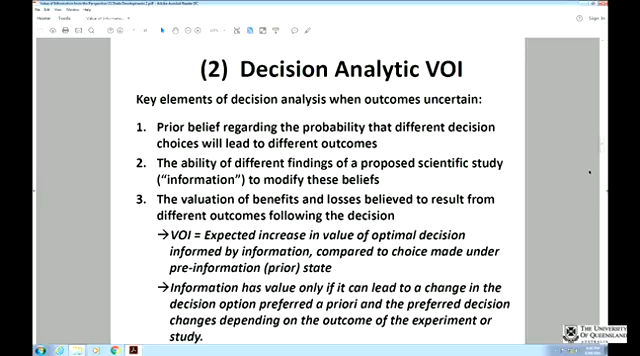 Home Tools
Sign In
(2) Decision Analytic VOI
Key elements of decision analysis when outcomes uncertain:
1. Prior belief regarding the probability that different decision
choices will lead to different outcomes
2. The ability of different findings of a proposed scientific study
("information") to modify these beliefs
3. The valuation of benefits and losses believed to result from
different outcomes following the decision
→VOI = Expected increase in value of optimal decision
informed by information, compared to choice made under
pre-information (prior) state
→Information has value only if it can lead to a change in the
decision option preferred a priori and the preferred decision
changes depending on the outcome of the experiment or
study.
THE UNIVERSITY
OF QUEENSLAND
AUSTRALIA